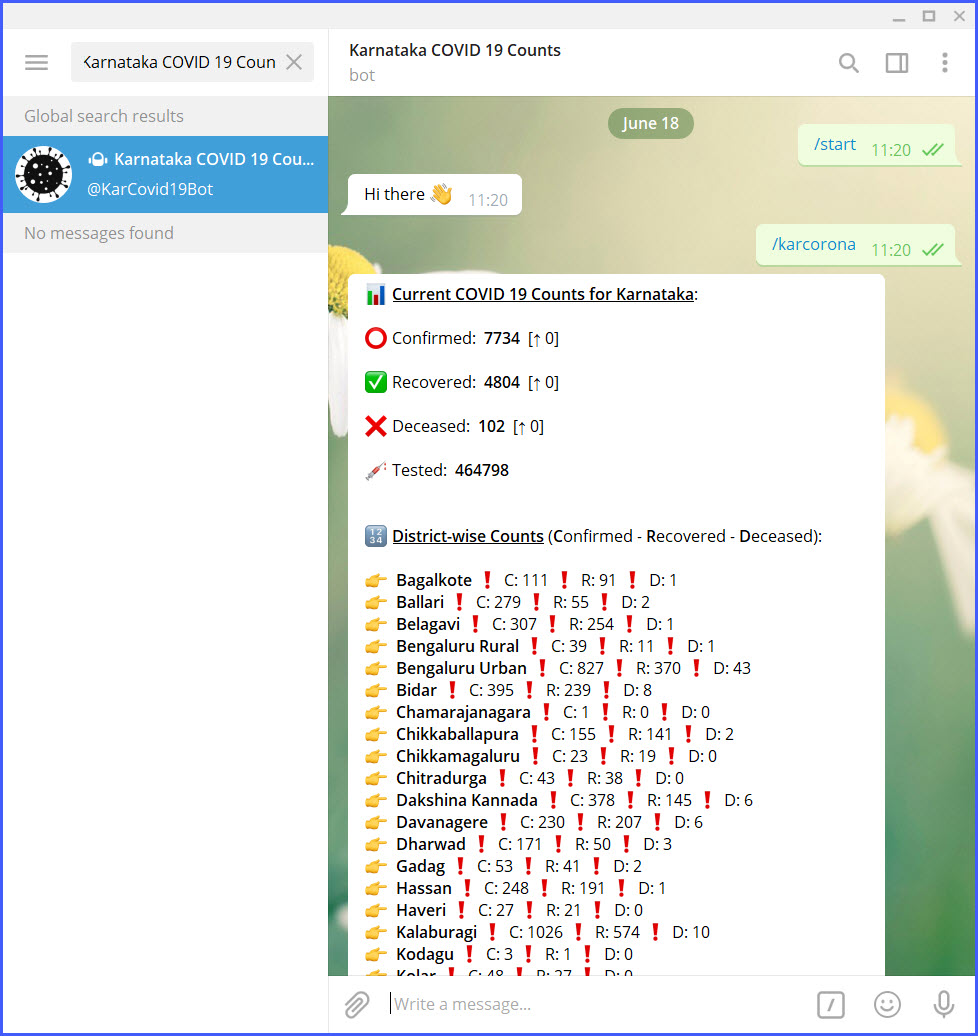 Karnataka COVID 19 Coun
Global search results
Karnataka COVID 19 Cou...
@KarCovid19Bot
No messages found
Karnataka COVID 19 Counts
bot
June 18
/start 11:20
Hi there 👋 11:20
/karcorona 11:20
Current COVID 19 Counts for Karnataka:
Confirmed: 7734 [↑ 0]
Recovered: 4804 [↑ 0]
Deceased: 102 [↑ 0]
Tested: 464798
District-wise Counts (Confirmed - Recovered - Deceased):
👉 Bagalkote ❗ C: 111 ❗ R: 91 ❗ D: 1
👉 Ballari ❗ C: 279 ❗ R: 55 ❗ D: 2
👉 Belagavi ❗ C: 307 ❗ R: 254 ❗ D: 1
👉 Bengaluru Rural ❗ C: 39 ❗ R: 11 ❗ D: 1
👉 Bengaluru Urban ❗ C: 827 ❗ R: 370 ❗ D: 43
👉 Bidar ❗ C: 395 ❗ R: 239 ❗ D: 8
👉 Chamarajanagara ❗ C: 1 ❗ R: 0 ❗ D: 0
👉 Chikkaballapura ❗ C: 155 ❗ R: 141 ❗ D: 2
👉 Chikkamagaluru ❗ C: 23 ❗ R: 19 ❗ D: 0
👉 Chitradurga ❗ C: 43 ❗ R: 38 ❗ D: 0
👉 Dakshina Kannada ❗ C: 378 ❗ R: 145 ❗ D: 6
👉 Davanagere ❗ C: 230 ❗ R: 207 ❗ D: 6
👉 Dharwad ❗ C: 171 ❗ R: 50 ❗ D: 3
👉 Gadag ❗ C: 53 ❗ R: 41 ❗ D: 2
👉 Hassan ❗ C: 248 ❗ R: 191 ❗ D: 1
👉 Haveri ❗ C: 27 ❗ R: 21 ❗ D: 0
👉 Kalaburagi ❗ C: 1026 ❗ R: 574 ❗ D: 10
👉 Kodagu ❗ C: 3 ❗ R: 1 ❗ D: 0
👉 Kolar ❗ C: 48 ❗ R: 27 ❗ D: 0
Write a message...